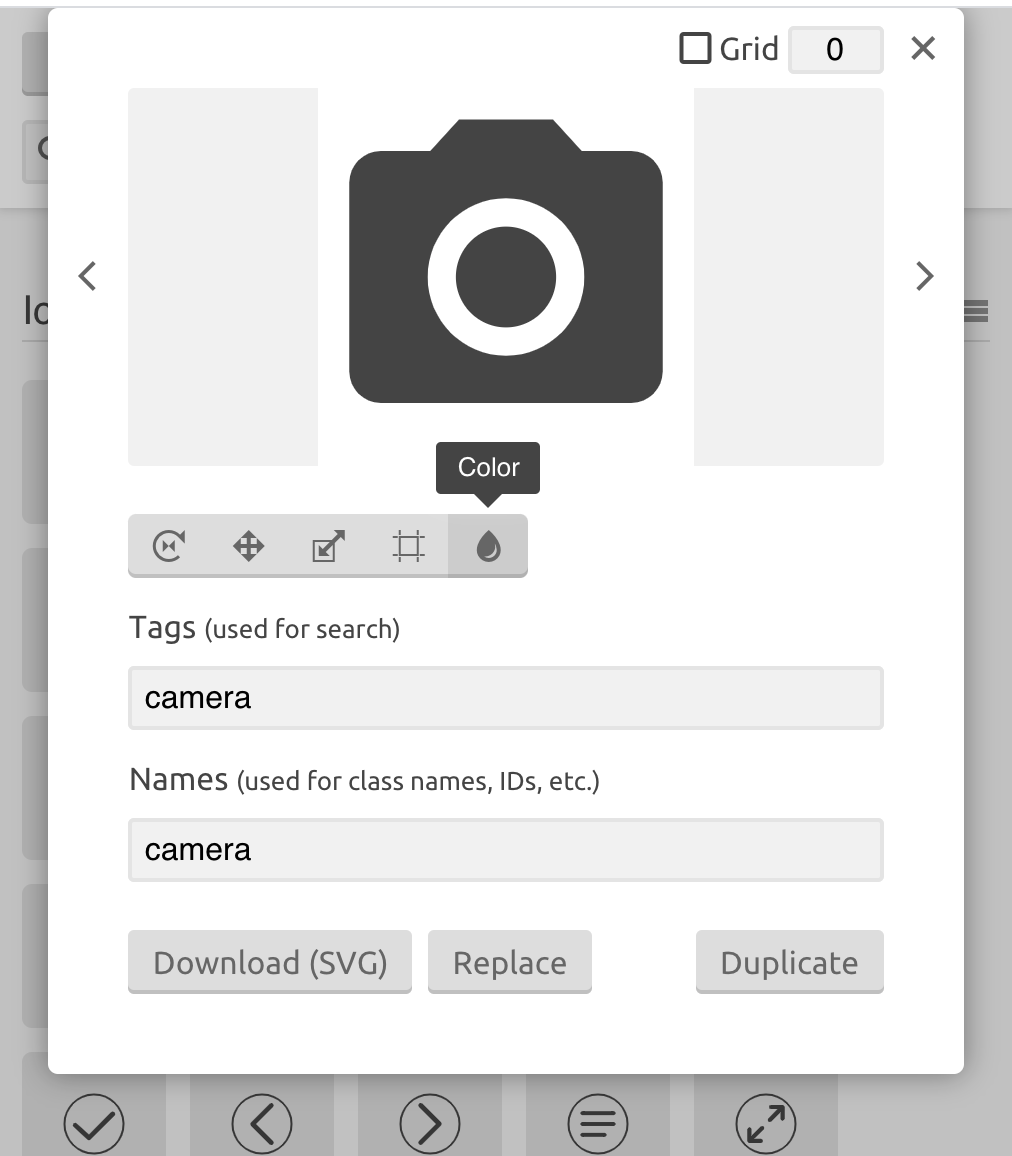 Grid 0
Color
Tags (used for search)
camera
Names (used for class names, IDs, etc.)
camera
Download (SVG) Replace Duplicate